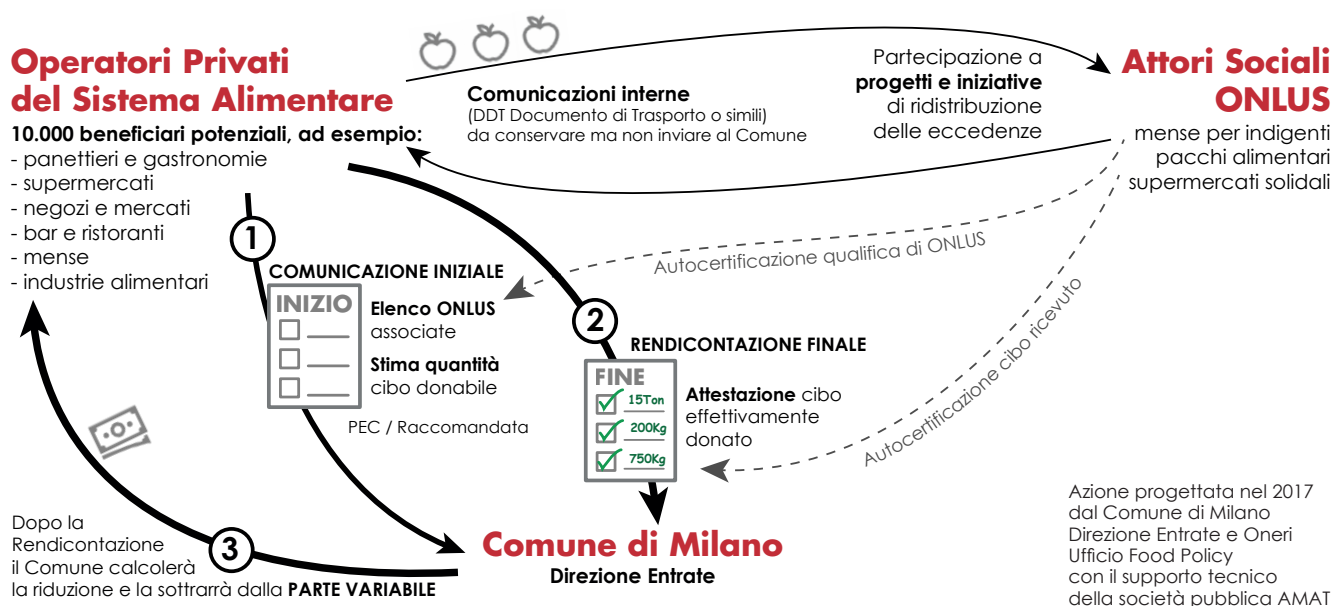 Operatori Privati
del Sistema Alimentare
10.000 beneficiari potenziali, ad esempio:
- panettieri e gastronomie
- supermercati
- negozi e mercati
- bar e ristoranti
- mense
- industrie alimentari
Comunicazioni interne
(DDT Documento di Trasporto o simili)
da conservare ma non inviare al Comune
Partecipazione a
progetti e iniziative
di ridistribuzione
delle eccedenze
Attori Sociali
ONLUS
mense per indigenti
pacchi alimentari
supermercati solidali
1
COMUNICAZIONE INIZIALE
INIZIO
Elenco ONLUS
associate
Stima quantità
cibo donabile
PEC / Raccomandata
Autocertificazione qualifica di ONLUS
2
RENDICONTAZIONE FINALE
FINE
15Ton
200Kg
750Kg
Attestazione cibo
effettivamente
donato
Autocertificazione cibo ricevuto
3
Dopo la
Rendicontazione
il Comune calcolerà
la riduzione e la sottrarrà dalla PARTE VARIABILE
Comune di Milano
Direzione Entrate
Azione progettata nel 2017
dal Comune di Milano
Direzione Entrate e Oneri
Ufficio Food Policy
con il supporto tecnico
della società pubblica AMAT